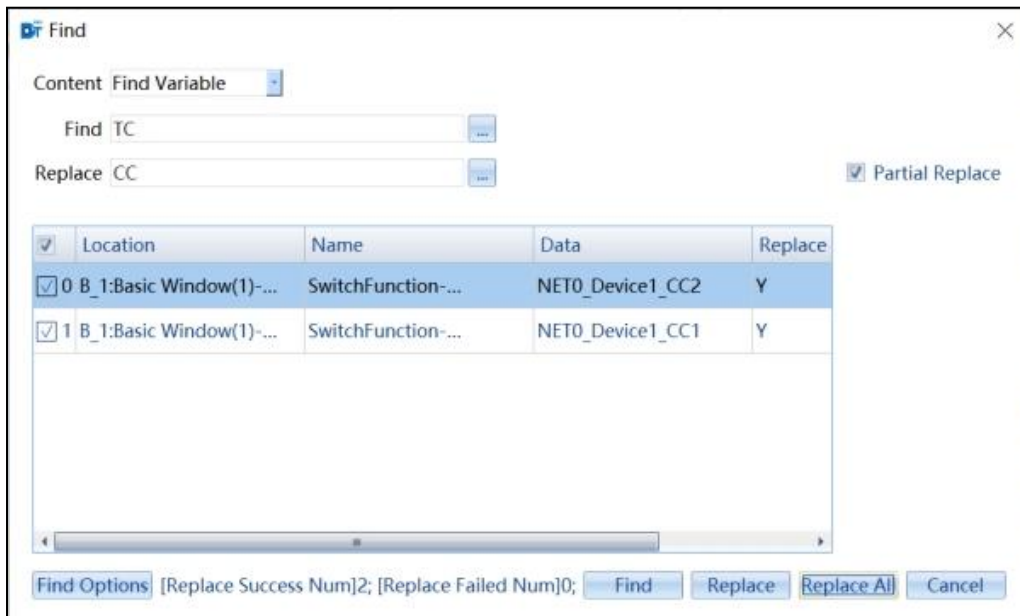 DT Find
Content Find Variable
Find TC ...
Replace CC ... Partial Replace
Location Name Data Replace
0 B_1:Basic Window(1)-... SwitchFunction-... NET0_Device1_CC2 Y
1 B_1:Basic Window(1)-... SwitchFunction-... NET0_Device1_CC1 Y
Find Options [Replace Success Num]2; [Replace Failed Num]0; Find Replace Replace All Cancel